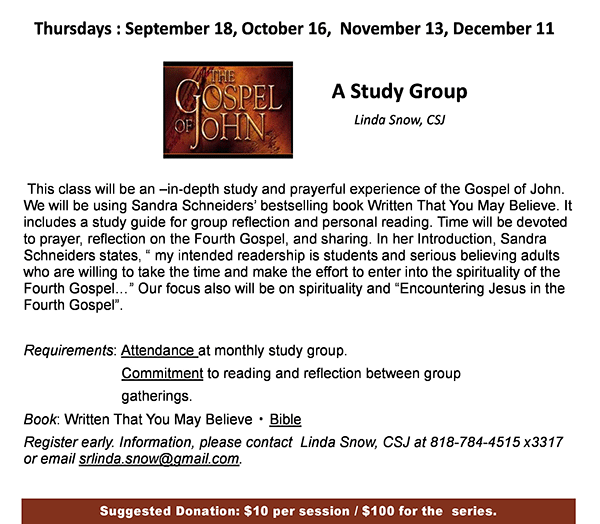 Thursdays : September 18, October 16,  November 13, December 11
THE
GOSPEL
OF JOHN
A Study Group
Linda Snow, CSJ
This class will be an –in-depth study and prayerful experience of the Gospel of John.
We will be using Sandra Schneiders' bestselling book Written That You May Believe. It
includes a study guide for group reflection and personal reading. Time will be devoted
to prayer, reflection on the Fourth Gospel, and sharing. In her Introduction, Sandra
Schneiders states, “ my intended readership is students and serious believing adults
who are willing to take the time and make the effort to enter into the spirituality of the
Fourth Gospel…” Our focus also will be on spirituality and “Encountering Jesus in the
Fourth Gospel”.
Requirements: Attendance at monthly study group.
Commitment to reading and reflection between group
gatherings.
Book: Written That You May Believe • Bible
Register early. Information, please contact  Linda Snow, CSJ at 818-784-4515 x3317
or email srlinda.snow@gmail.com.
Suggested Donation: $10 per session / $100 for the  series.